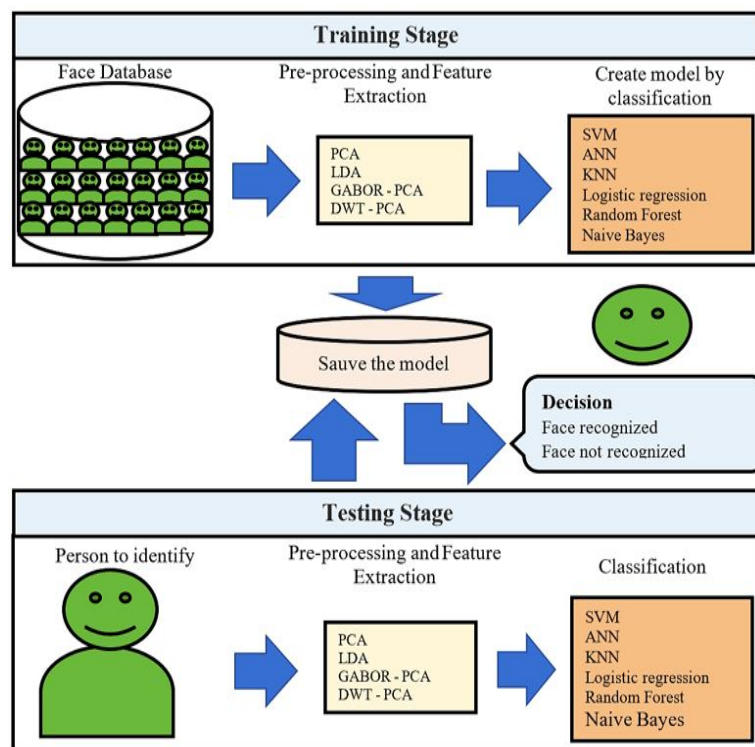 Training Stage
Face Database
Pre-processing and Feature
Extraction
Create model by
classification
PCA
LDA
GABOR - PCA
DWT - PCA
SVM
ANN
KNN
Logistic regression
Random Forest
Naive Bayes
Sauve the model
Decision
Face recognized
Face not recognized
Testing Stage
Person to identify
Pre-processing and Feature
Extraction
Classification
PCA
LDA
GABOR - PCA
DWT - PCA
SVM
ANN
KNN
Logistic regression
Random Forest
Naive Bayes